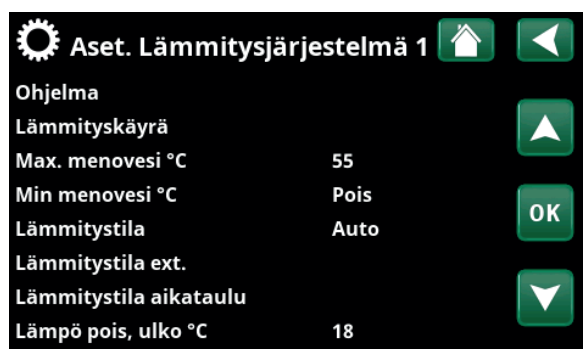 Aset. Lämmitysjärjestelmä 1
Ohjelma
Lämmityskäyrä
Max. menovesi °C 55
Min menovesi °C Pois
Lämmitystila Auto
OK
Lämmitystila ext.
Lämmitystila aikataulu
Lämpö pois, ulko °C 18